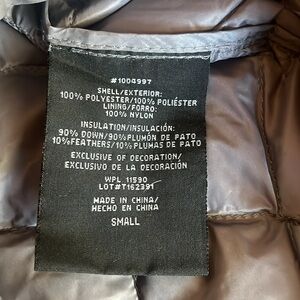 #1004997
SHELL/EXTERIOR:
100% POLYESTER/100% POLIÉSTER
LINING/FORRO:
100% NYLON
INSULATION/INSULACIÓN:
90% DOWN/90%PLUMÓN DE PATO
10%FEATHERS/10% PLUMAS DE PATO
EXCLUSIVE OF DECORATION/
EXCLUSIVO DE LA DECORACIÓN
WPL 11590
LOT#T162391
MADE IN CHINA/
HECHO EN CHINA
SMALL